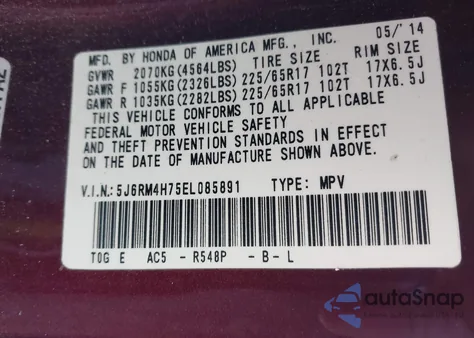 MFD. BY HONDA OF AMERICA MFG., INC. 05/'14
GVWR 2070KG(4564LBS) TIRE SIZE RIM SIZE
GAWR F 1055KG(2326LBS) 225/65R17 102T 17X6.5J
GAWR R 1035KG(2282LBS) 225/65R17 102T 17X6.5J
THIS VEHICLE CONFORMS TO ALL APPLICABLE
FEDERAL MOTOR VEHICLE SAFETY
AND THEFT PREVENTION STANDARDS IN EFFECT
ON THE DATE OF MANUFACTURE SHOWN ABOVE.
V.I.N:5J6RM4H75EL085891 TYPE: MPV
TOG E AC5 - R548P - B - L
autoSnap